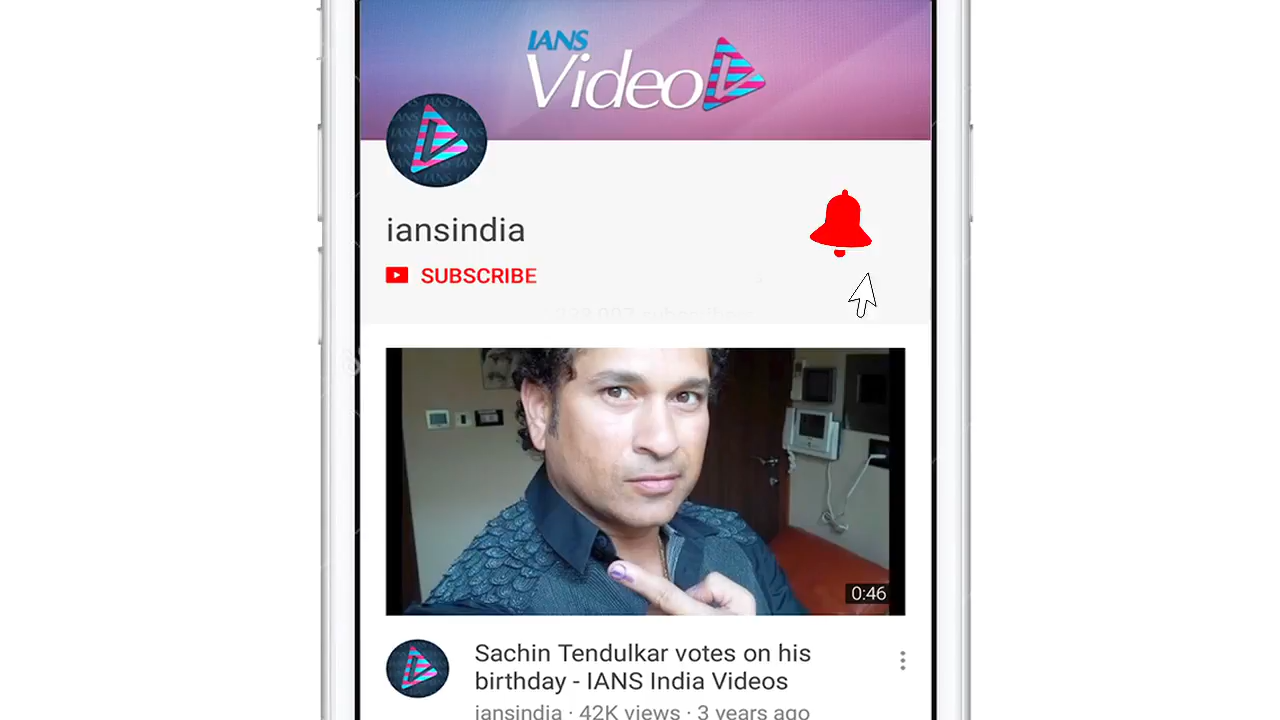 IANS
Video
iansindia
SUBSCRIBE
0:46
Sachin Tendulkar votes on his
birthday - IANS India Videos
iansindia · 42K views · 3 years ago